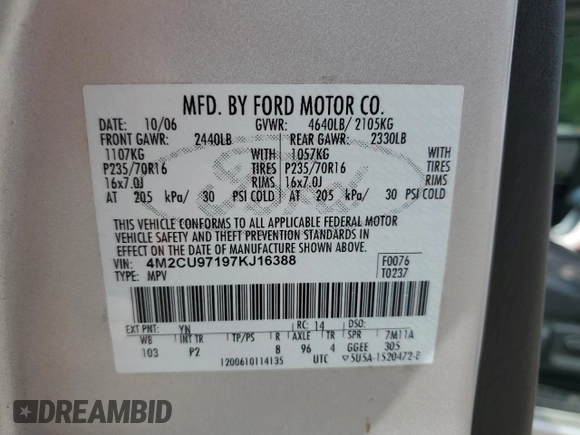 MFD. BY FORD MOTOR CO.
DATE: 10/06 GVWR: 4640LB/ 2105KG
FRONT GAWR: 2440LB REAR GAWR: 2330LB
1107KG WITH 1057KG WITH
P235/70R16 TIRES P235/70R16 TIRES
16x7.0J RIMS 16x7.0J RIMS
AT 205 kPa/ 30 PSI COLD AT 205 kPa/ 30 PSI COLD
THIS VEHICLE CONFORMS TO ALL APPLICABLE FEDERAL MOTOR
VEHICLE SAFETY AND THEFT PREVENTION STANDARDS IN
EFFECT ON THE DATE OF MANUFACTURE SHOWN ABOVE.
VIN: 4M2CU97197KJ16388 F0076
TYPE: MPV T0237
EXT PNT: YN RC: 14 DSO:
WB INT TR TP/PS R AXLE TR SPR 7M11A
103 P2 8 96 4 GGEE 305
1200610114135 UTC 5U5A-1520472-
DREAMBID